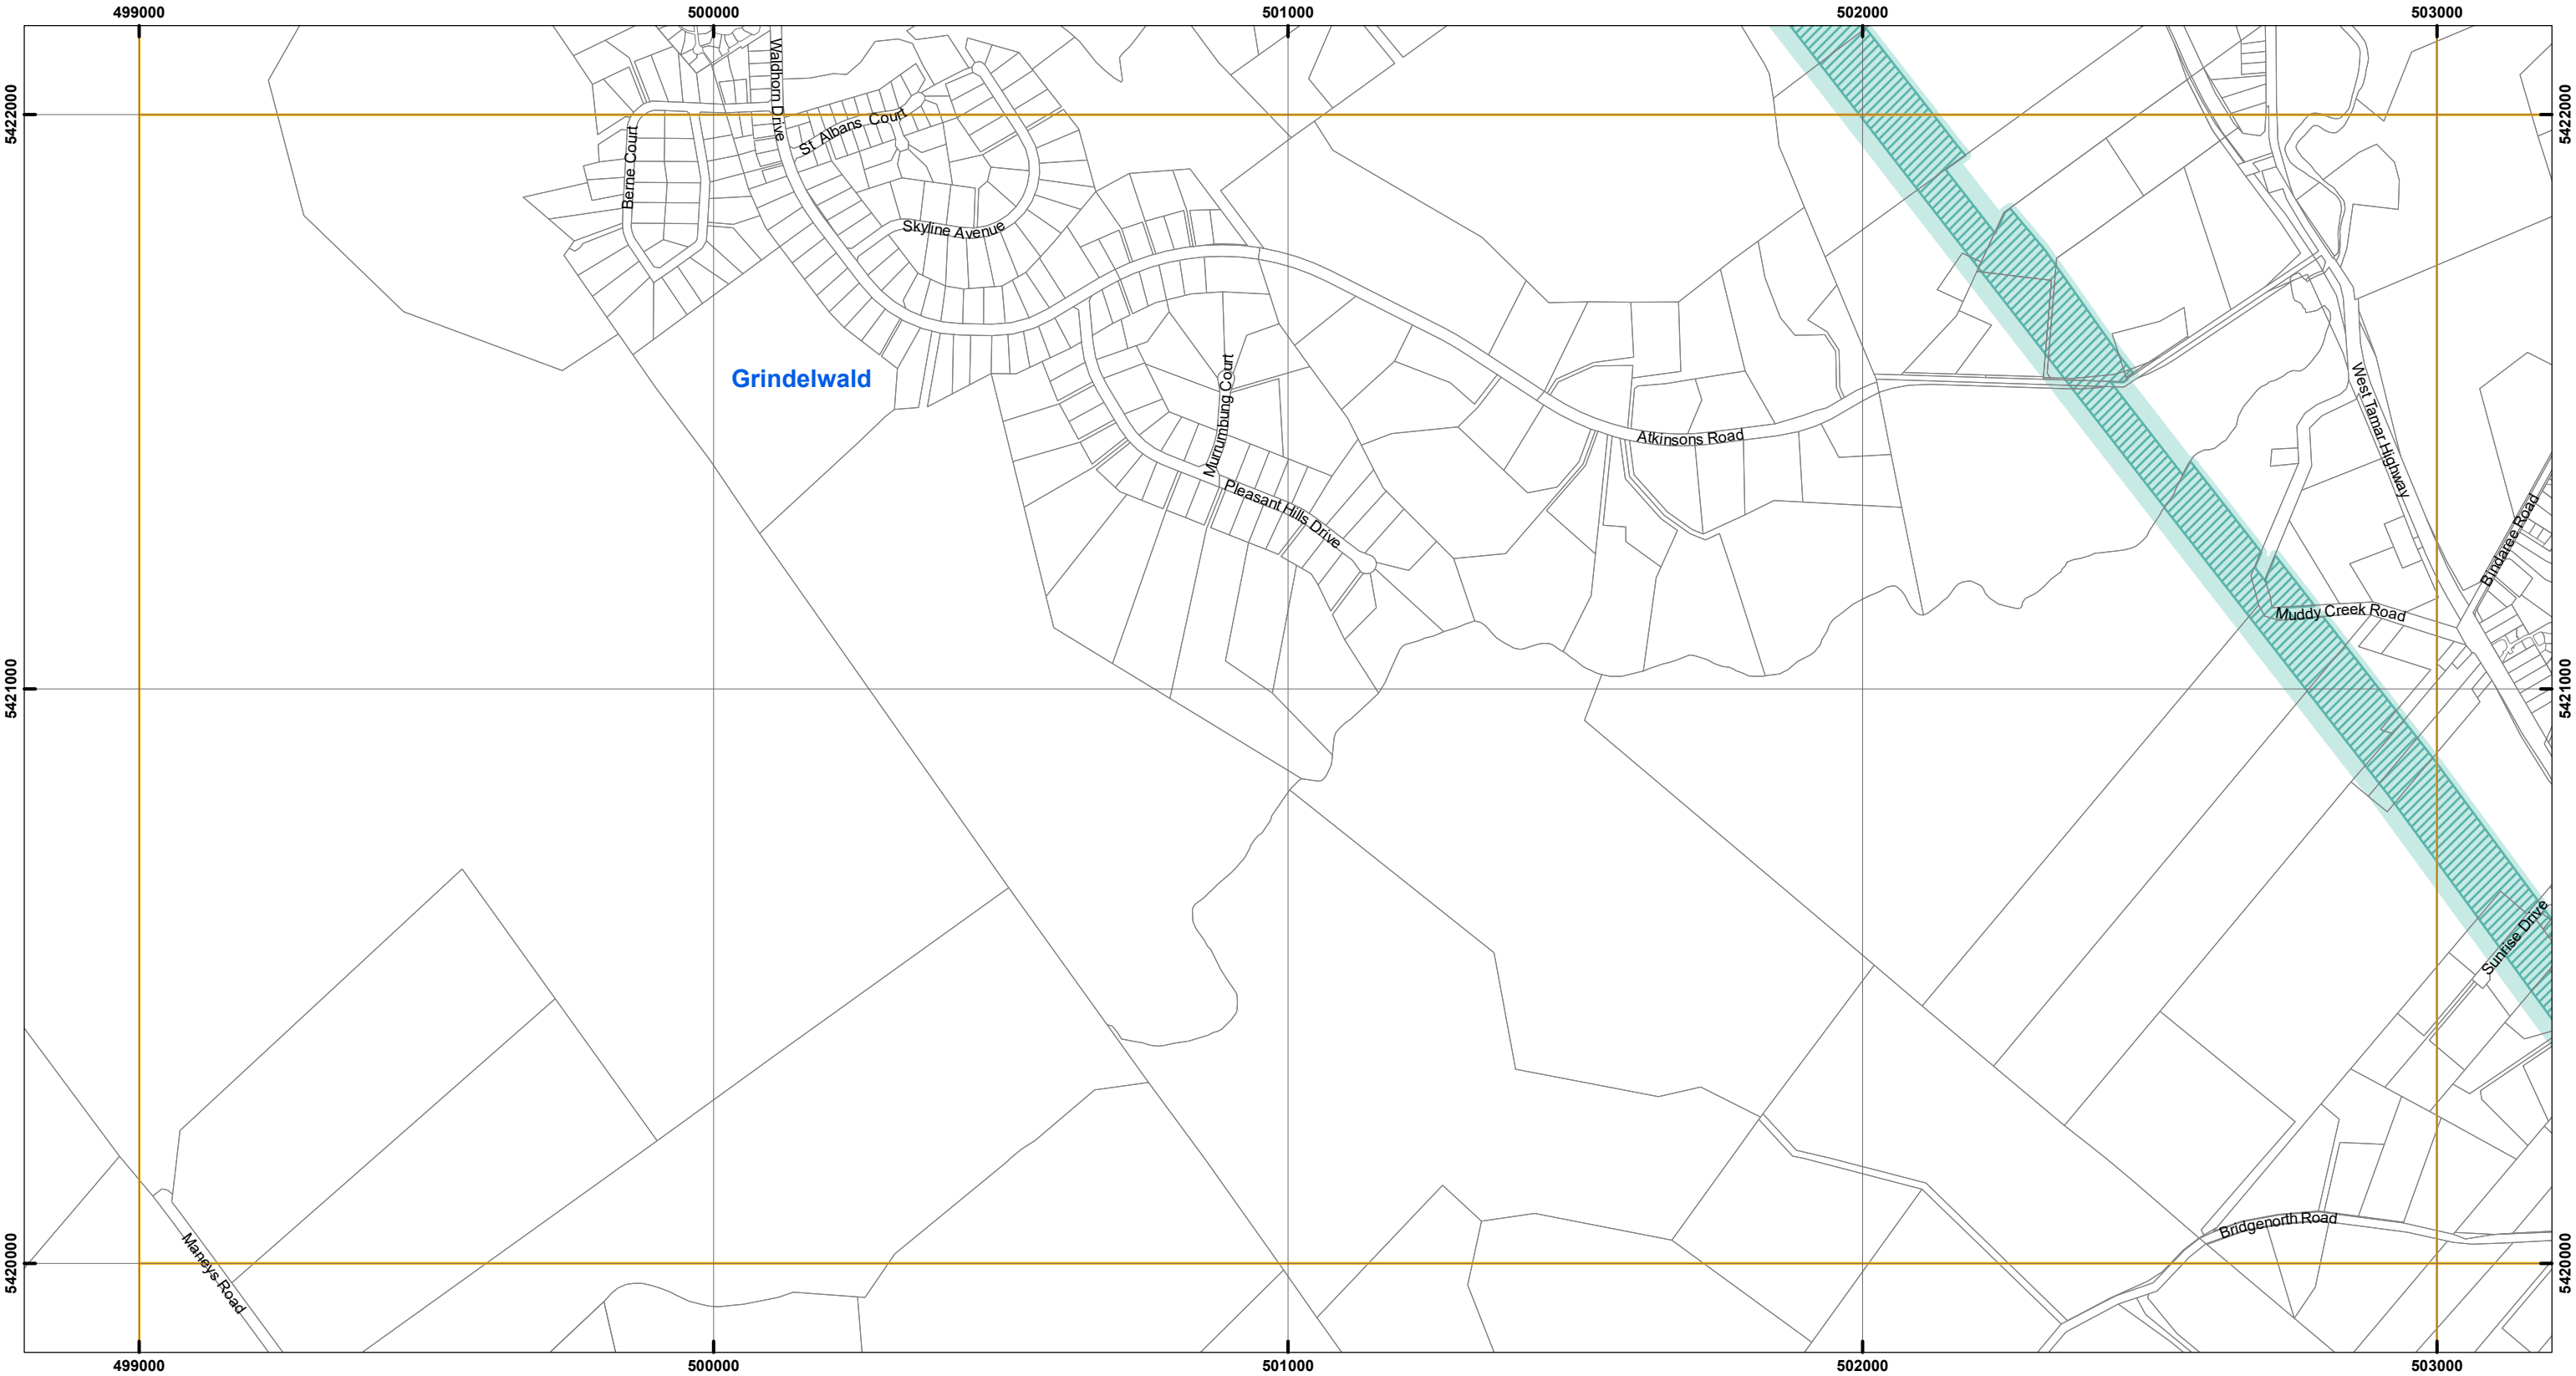 499000
500000
501000
502000
503000
5422000
5422000
Waldhorn Drive
St Albans Court
Berne Court
Skyline Avenue
Grindelwald
Murrumbung Court
West Tamar Highway
Atkinsons Road
Pleasant Hills Drive
Bindaree Road
Muddy Creek Road
5421000
5421000
Sunrise Drive
Bridgenorth Road
Maneys Road
5420000
5420000
499000
500000
501000
502000
503000